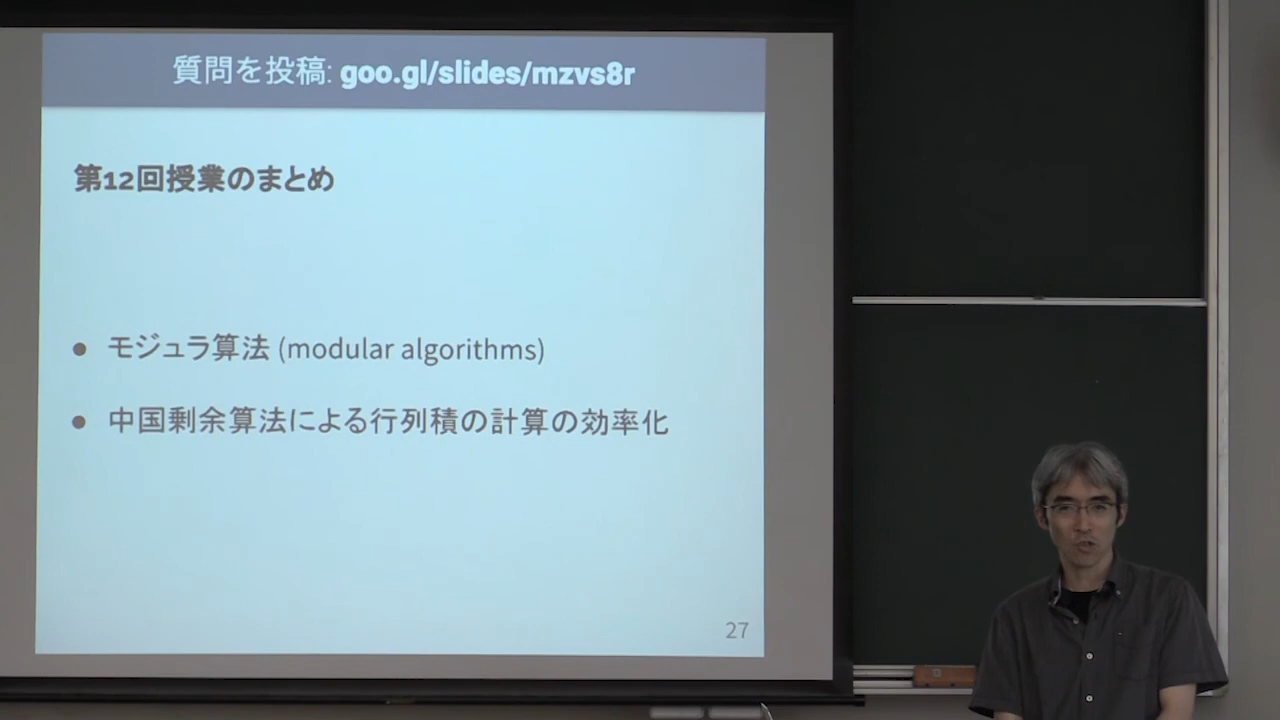 質問を投稿: goo.gl/slides/mzvs8r
第12回授業のまとめ
● モジュラ算法 (modular algorithms)
● 中国剰余算法による行列積の計算の効率化
27